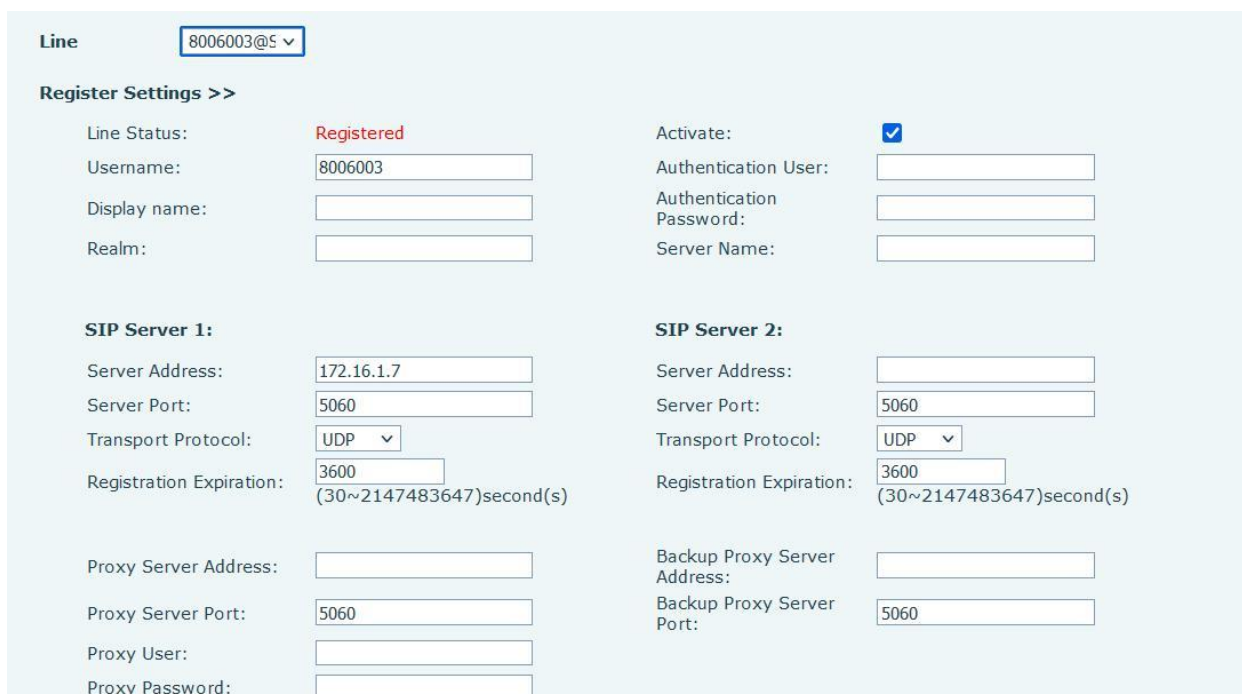 Line 8006003@S
Register Settings >>
Line Status: Registered Activate:
Username: 8006003 Authentication User:
Display name: Authentication Password:
Realm: Server Name:
SIP Server 1: SIP Server 2:
Server Address: 172.16.1.7 Server Address:
Server Port: 5060 Server Port: 5060
Transport Protocol: UDP Transport Protocol: UDP
Registration Expiration: 3600 (30~2147483647)second(s) Registration Expiration: 3600 (30~2147483647)second(s)
Proxy Server Address: Backup Proxy Server Address:
Proxy Server Port: 5060 Backup Proxy Server Port: 5060
Proxy User:
Proxy Password: